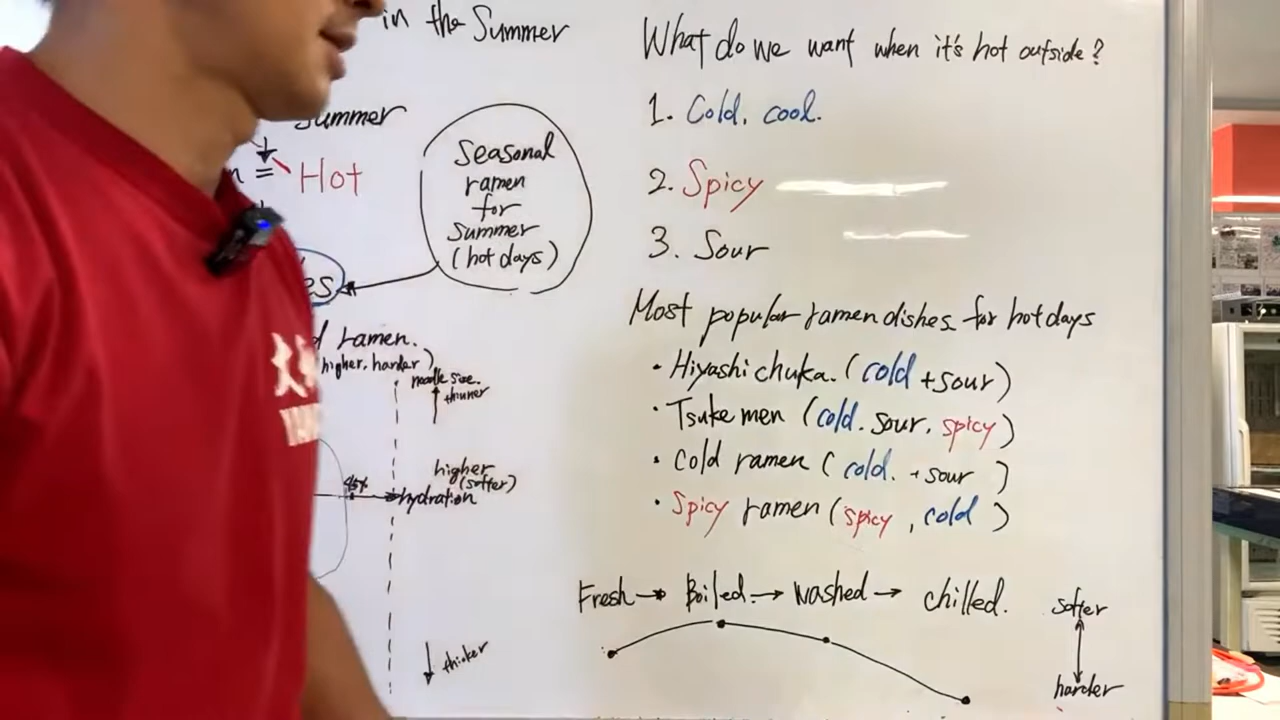 in the Summer
Summer
= Hot
Seasonal
ramen
for
summer
(hot days)
ramen.
higher. harder)
noodle size.
thinner
higher
(softer)
hydration
thicker
What do we want when it's hot outside?
1. Cold. cool.
2. Spicy
3. Sour
Most popular ramen dishes for hot days
• Hiyashi chuka. (cold + sour)
• Tsuke men (cold. sour. spicy)
• Cold ramen (cold. + sour )
• Spicy ramen (spicy , cold )
Fresh → Boiled. → washed → chilled.
softer
harder